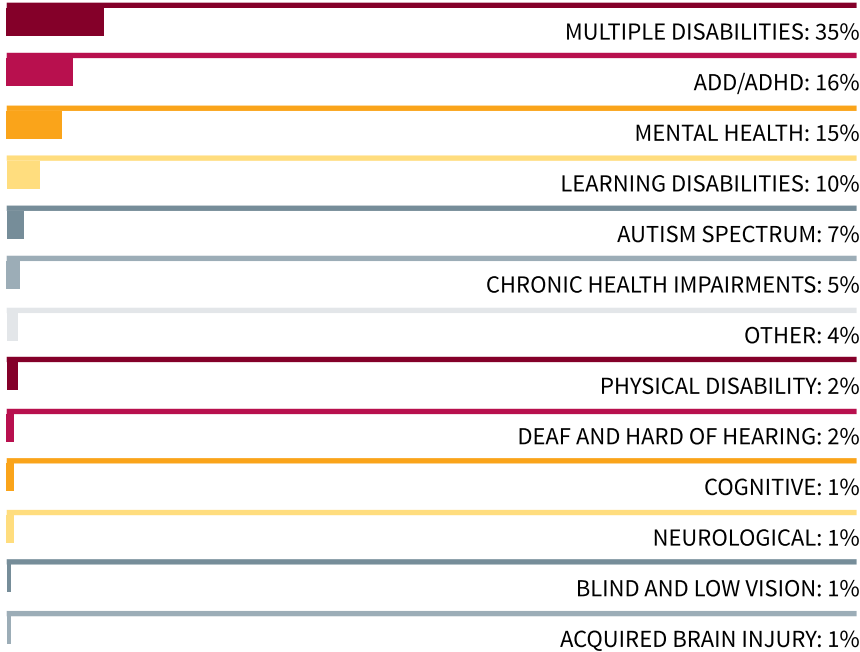 MULTIPLE DISABILITIES: 35%
ADD/ADHD: 16%
MENTAL HEALTH: 15%
LEARNING DISABILITIES: 10%
AUTISM SPECTRUM: 7%
CHRONIC HEALTH IMPAIRMENTS: 5%
OTHER: 4%
PHYSICAL DISABILITY: 2%
DEAF AND HARD OF HEARING: 2%
COGNITIVE: 1%
NEUROLOGICAL: 1%
BLIND AND LOW VISION: 1%
ACQUIRED BRAIN INJURY: 1%